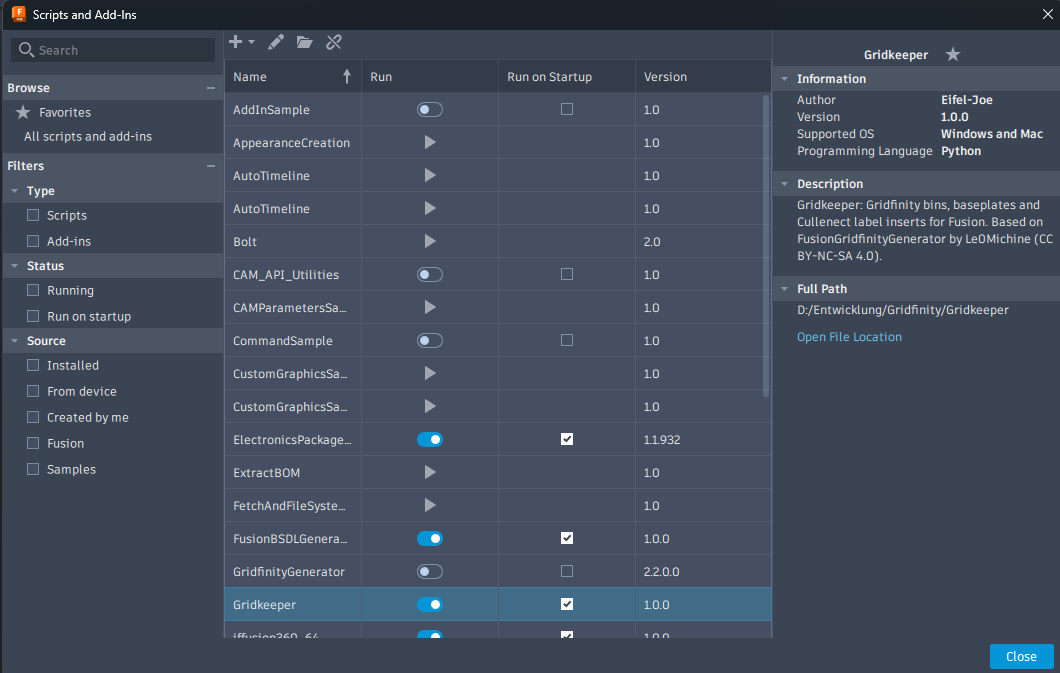 Scripts and Add-Ins
Search
Browse
Favorites
All scripts and add-ins
Filters
Type
Scripts
Add-ins
Status
Running
Run on startup
Source
Installed
From device
Created by me
Fusion
Samples
Name Run Run on Startup Version
AddInSample 1.0
AppearanceCreation 1.0
AutoTimeline 1.0
AutoTimeline 1.0
Bolt 2.0
CAM_API_Utilities 1.0
CAMParametersSa... 1.0
CommandSample 1.0
CustomGraphicsSa... 1.0
CustomGraphicsSa... 1.0
ElectronicsPackage... 1.1.932
ExtractBOM 1.0
FetchAndFileSyste... 1.0
FusionBSDLGenera... 1.0.0
GridfinityGenerator 2.2.0.0
Gridkeeper 1.0.0
iffusion360_64 1.0.0
Gridkeeper
Information
Author Eifel-Joe
Version 1.0.0
Supported OS Windows and Mac
Programming Language Python
Description
Gridkeeper: Gridfinity bins, baseplates and
Cullenect label inserts for Fusion. Based on
FusionGridfinityGenerator by Le0Michine (CC
BY-NC-SA 4.0).
Full Path
D:/Entwicklung/Gridfinity/Gridkeeper
Open File Location
Close